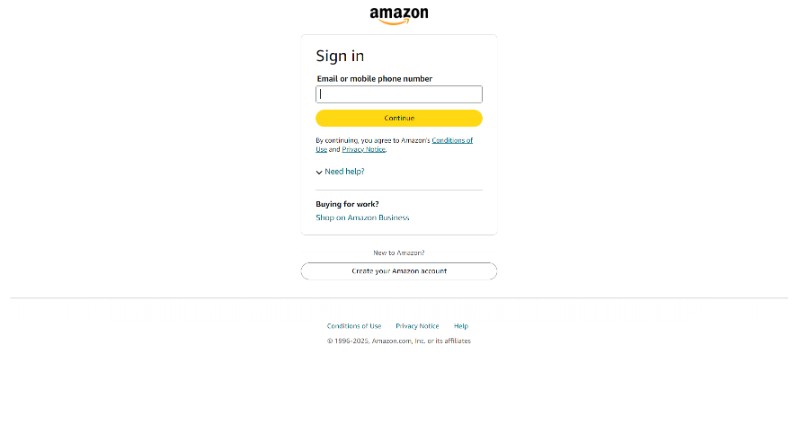 amazon
Sign in
Email or mobile phone number
Continue
By continuing, you agree to Amazon's Conditions of
Use and Privacy Notice.
Need help?
Buying for work?
Shop on Amazon Business
New to Amazon?
Create your Amazon account
Conditions of Use Privacy Notice Help
© 1996-2025, Amazon.com, Inc. or its affiliates